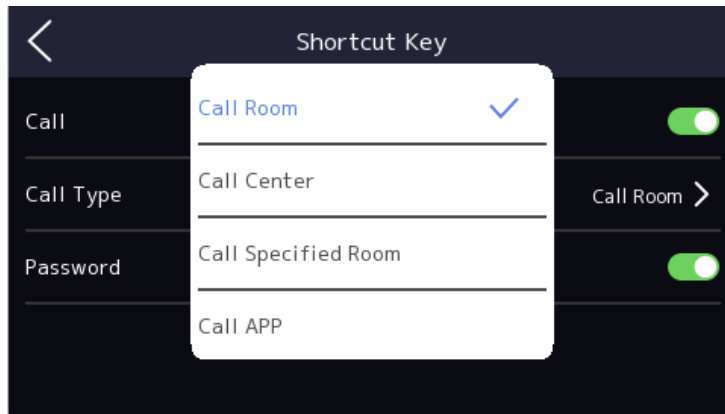 Shortcut Key
Call
Call Type
Call Room
Password
Call Room
Call Center
Call Specified Room
Call APP